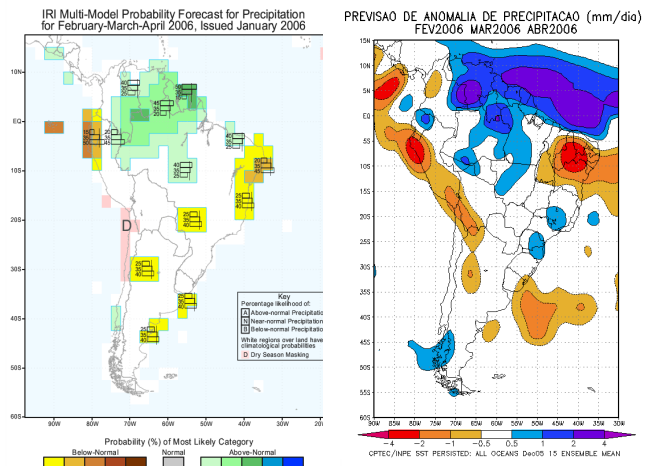 IRI Multi-Model Probability Forecast for Precipitation
for February-March-April 2006, Issued January 2006
10N
EQ
10S
20S
30S
40S
50S
60S
90W
80W
70W
60W
50W
40W
30W
D
Key
Percentage likelihood of:
A Above-normal Precipitatio
N Near-normal Precipitation
B Below-normal Precipitatio
White regions over land have
climatological probabilities
D Dry Season Masking
Probability (%) of Most Likely Category
Below-Normal
Normal
Above-Normal
PREVISAO DE ANOMALIA DE PRECIPITACAO (mm/dia)
FEV2006 MAR2006 ABR2006
15N
10N
5N
EQ
5S
10S
15S
20S
25S
30S
35S
40S
45S
50S
55S
60S
90W 85W 80W 75W 70W 65W 60W 55W 50W 45W 40W 35W 30W
-4 -2 -1 -0.5 0.5 1 2 4
CPTEC/INPE SST PERSISTED: ALL OCEANS Dec05 15 ENSEMBLE MEAN